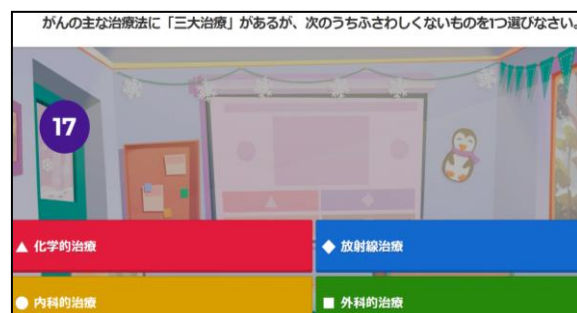 がんの主な治療法に「三大治療」があるが、次のうちふさわしくないものを1つ選びなさい。
17
化学的治療
放射線治療
内科的治療
外科的治療